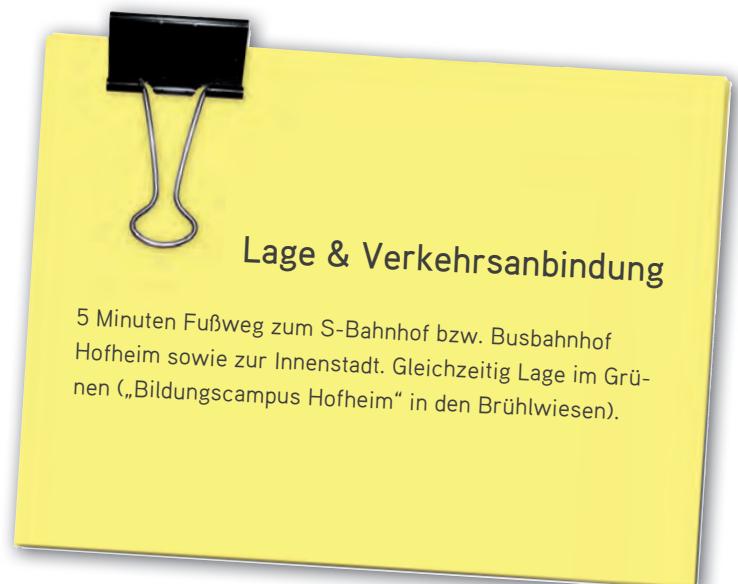 Lage & Verkehrsanbindung
5 Minuten Fußweg zum S-Bahnhof bzw. Busbahnhof
Hofheim sowie zur Innenstadt. Gleichzeitig Lage im Grü-
nen („Bildungscampus Hofheim“ in den Brühlwiesen).